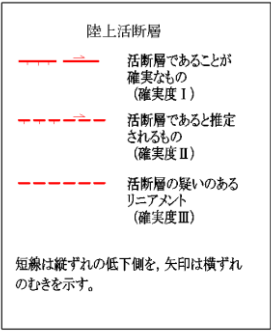 陸上活断層
活断層であることが
確実なもの
(確実度Ⅰ)
活断層であると推定
されるもの
(確実度Ⅱ)
活断層の疑いのある
リニアメント
(確実度Ⅲ)
短線は縦ずれの低下側を, 矢印は横ずれ
のむきを示す。